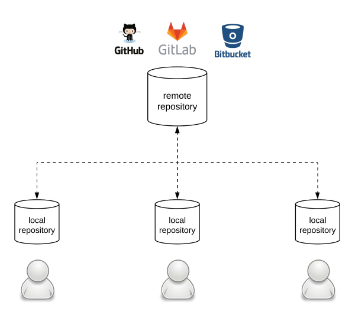 GitHub
GitLab
Bitbucket
remote
repository
local
repository
local
repository
local
repository